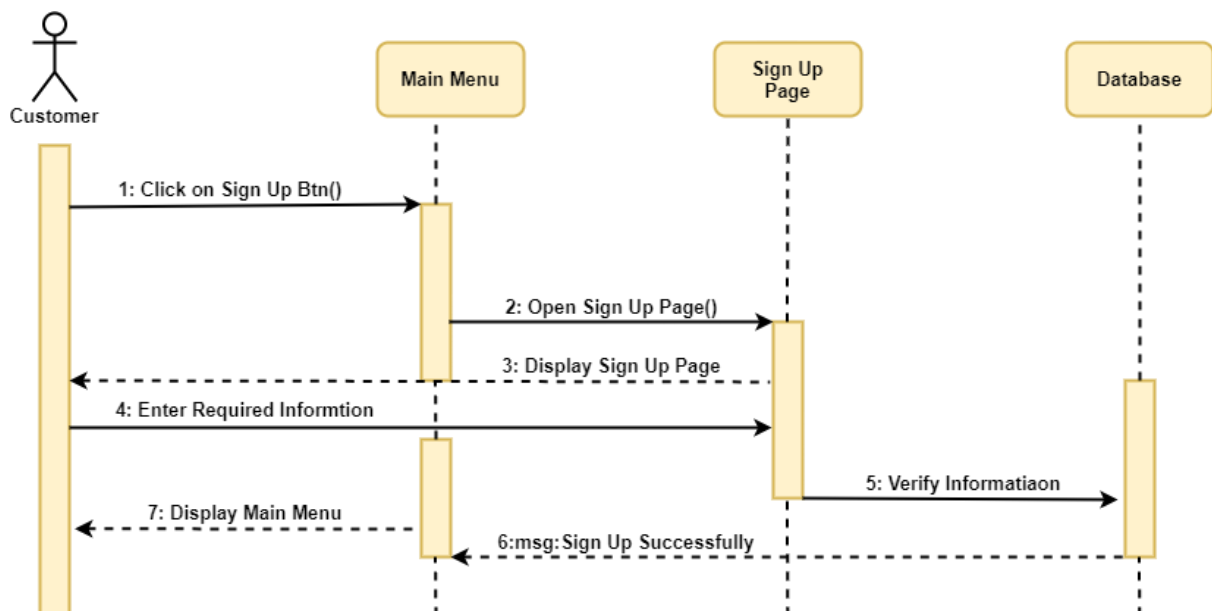 Customer
Main Menu
Sign Up
Page
Database
1: Click on Sign Up Btn()
2: Open Sign Up Page()
3: Display Sign Up Page
4: Enter Required Informtion
5: Verify Informatiaon
7: Display Main Menu
6:msg:Sign Up Successfully